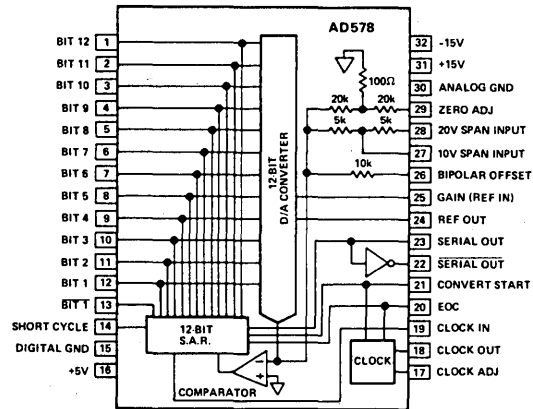 AD578
BIT 12 1
BIT 11 2
BIT 10 3
BIT 9 4
BIT 8 5
BIT 7 6
BIT 6 7
BIT 5 8
BIT 4 9
BIT 3 10
BIT 2 11
BIT 1 12
B̅I̅T̅ 1̅ 13
SHORT CYCLE 14
DIGITAL GND 15
+5V 16
12-BIT
D/A CONVERTER
12-BIT
S.A.R.
COMPARATOR
-
+
100Ω
20k 20k
5k 5k
10k
CLOCK
32 -15V
31 +15V
30 ANALOG GND
29 ZERO ADJ
28 20V SPAN INPUT
27 10V SPAN INPUT
26 BIPOLAR OFFSET
25 GAIN (REF IN)
24 REF OUT
23 SERIAL OUT
22 S̅E̅R̅I̅A̅L̅ O̅U̅T̅
21 CONVERT START
20 EOC
19 CLOCK IN
18 CLOCK OUT
17 CLOCK ADJ